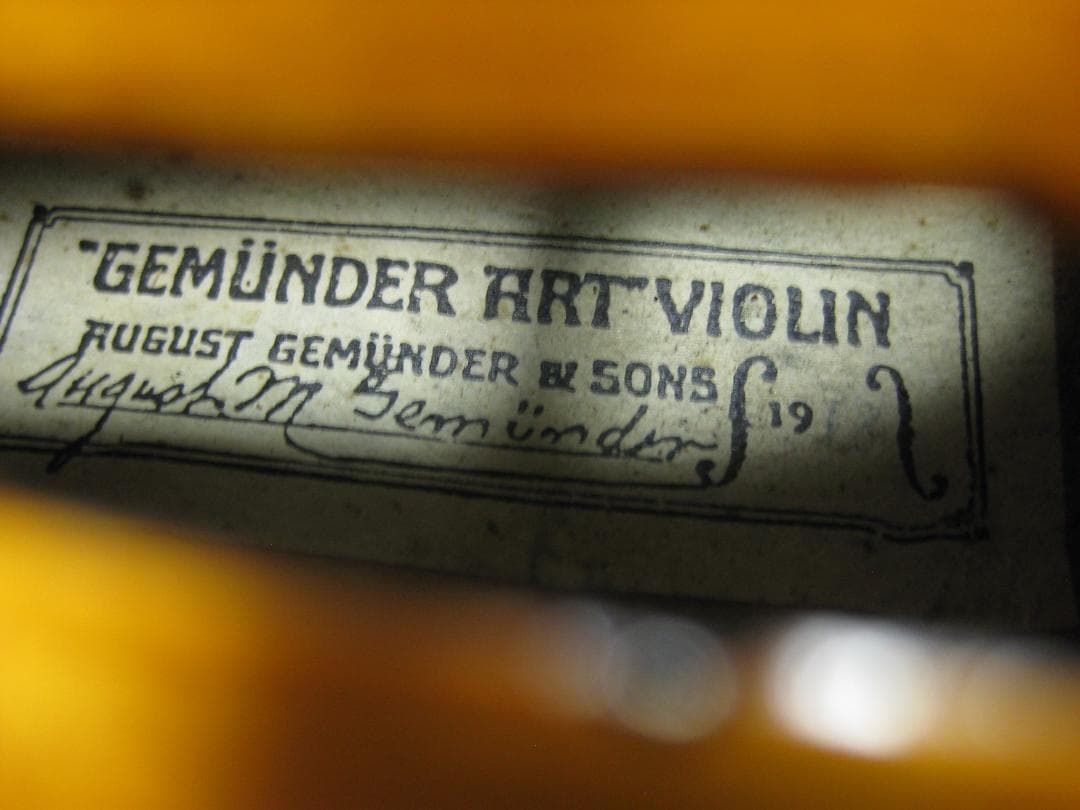 "GEMÜNDER ART" VIOLIN
AUGUST GEMÜNDER & SONS
August M Gemünder
19